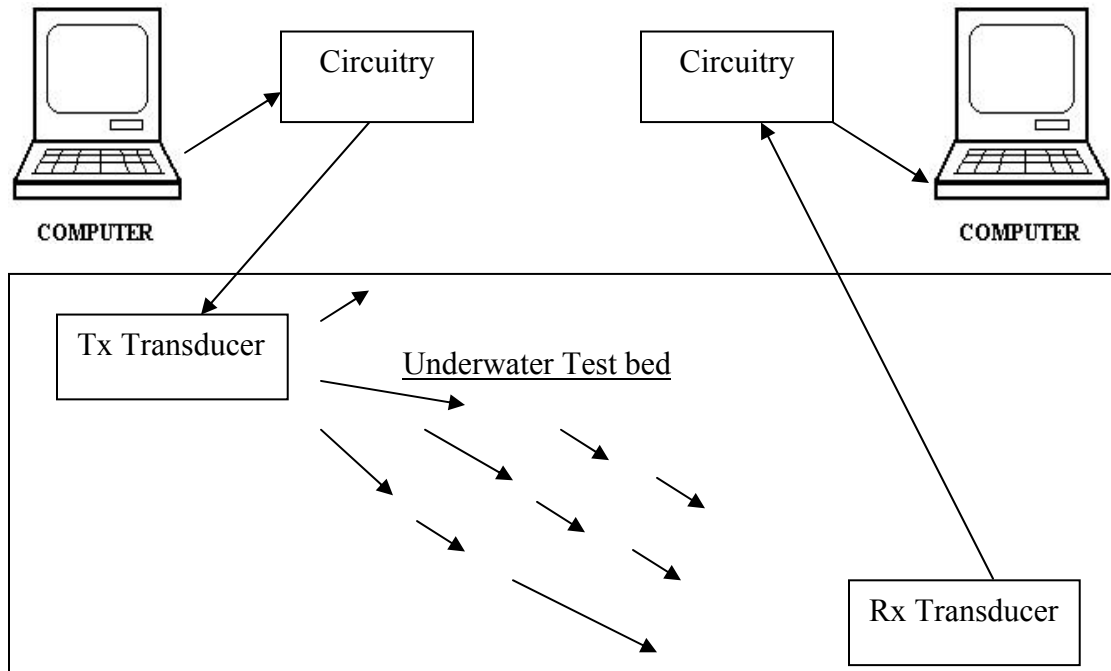 Circuitry
Circuitry
COMPUTER
COMPUTER
Tx Transducer
Underwater Test bed
Rx Transducer